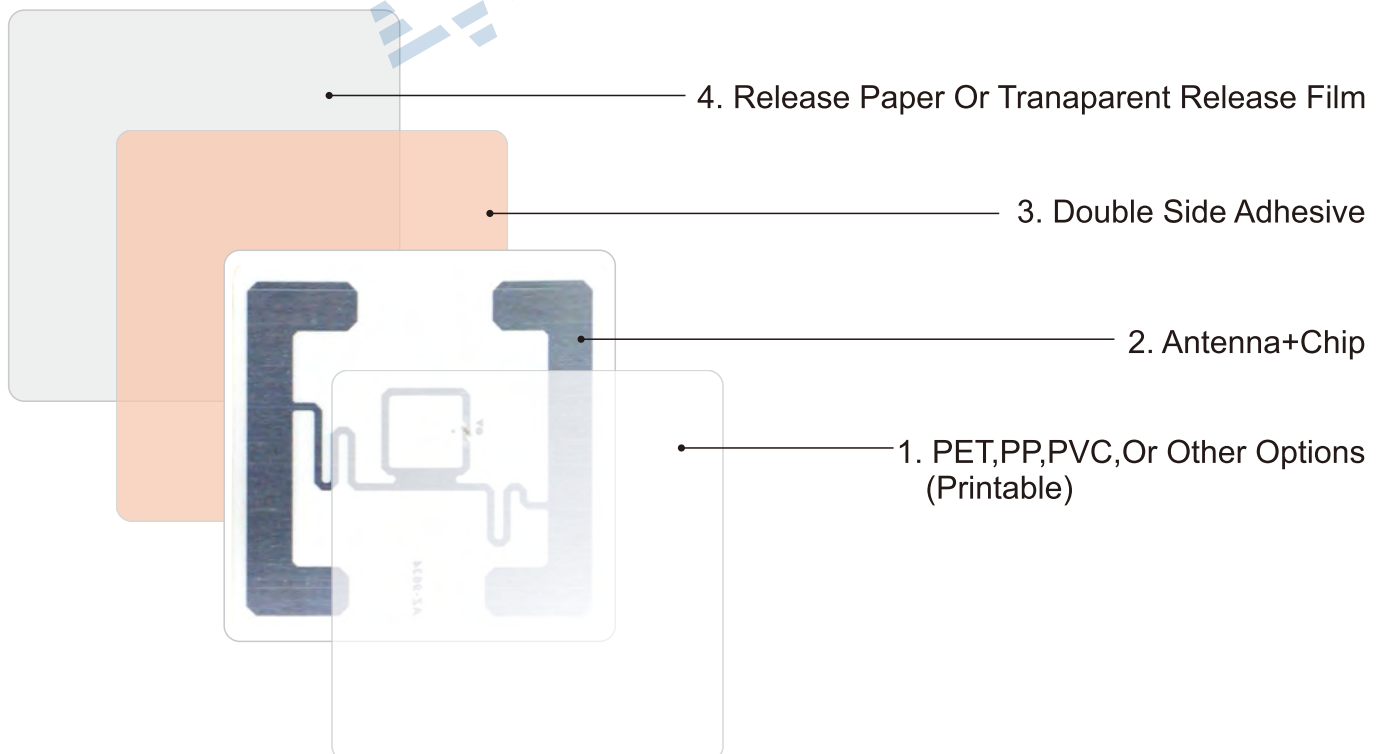 4. Release Paper Or Tranaparent Release Film
3. Double Side Adhesive
2. Antenna+Chip
1. PET,PP,PVC,Or Other Options
(Printable)